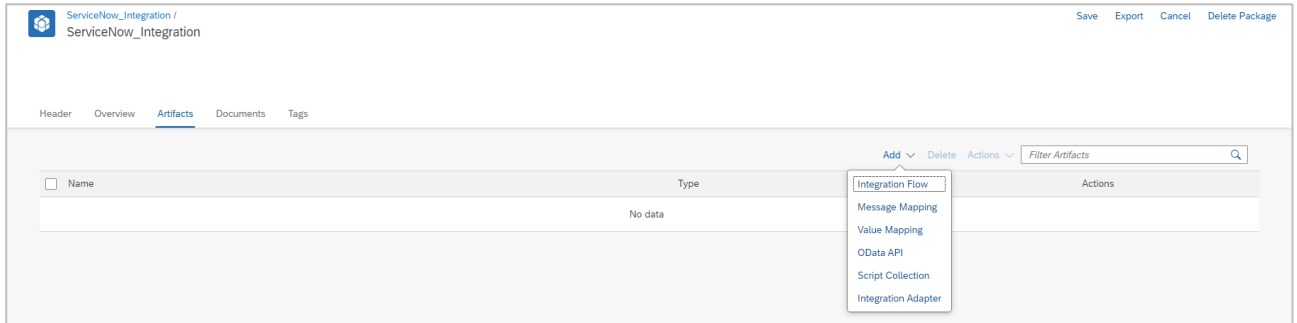 ServiceNow_Integration /
Save Export Cancel Delete Package
ServiceNow_Integration
Header Overview Artifacts Documents Tags
Add Delete Actions Filter Artifacts
Name Type Actions
No data
Integration Flow
Message Mapping
Value Mapping
OData API
Script Collection
Integration Adapter